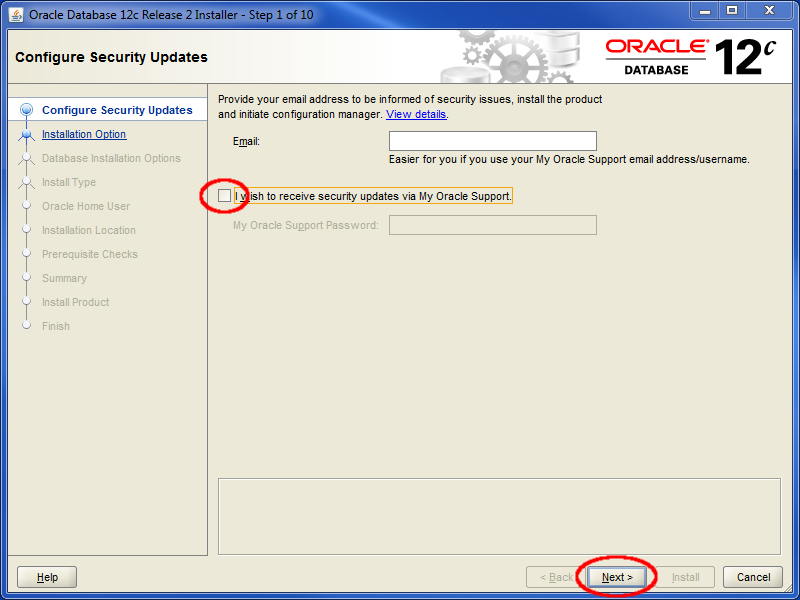 Oracle Database 12c Release 2 Installer - Step 1 of 10
Configure Security Updates
ORACLE®
DATABASE
12c
Configure Security Updates
Installation Option
Database Installation Options
Install Type
Oracle Home User
Installation Location
Prerequisite Checks
Summary
Install Product
Finish
Provide your email address to be informed of security issues, install the product
and initiate configuration manager. View details.
Email:
Easier for you if you use your My Oracle Support email address/username.
I wish to receive security updates via My Oracle Support.
My Oracle Support Password:
Help
< Back
Next >
Install
Cancel